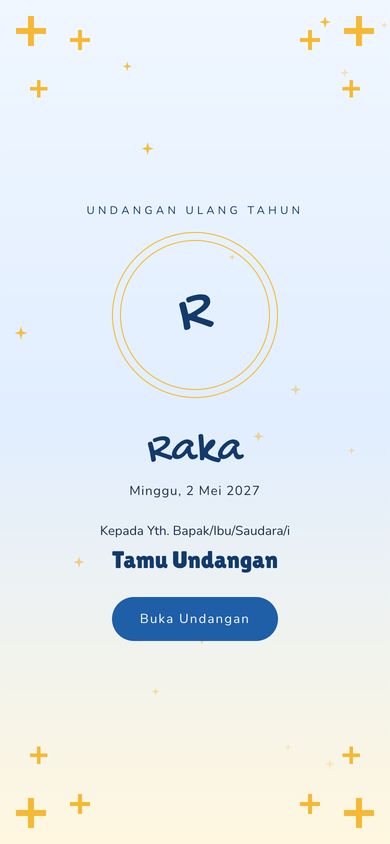 UNDANGAN ULANG TAHUN
R
Raka
Minggu, 2 Mei 2027
Kepada Yth. Bapak/Ibu/Saudara/i
Tamu Undangan
Buka Undangan